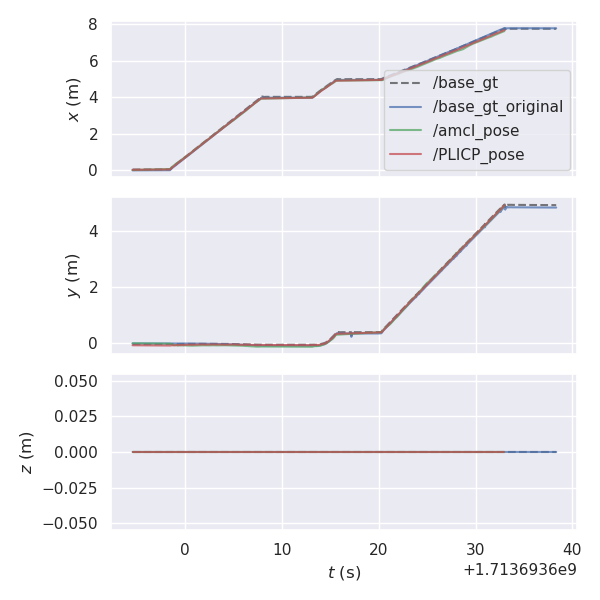 8
6
4
2
0
x (m)
/base_gt
/base_gt_original
/amcl_pose
/PLICP_pose
4
2
0
y (m)
0.050
0.025
0.000
−0.025
−0.050
z (m)
0 10 20 30 40
t (s)
+1.7136936e9